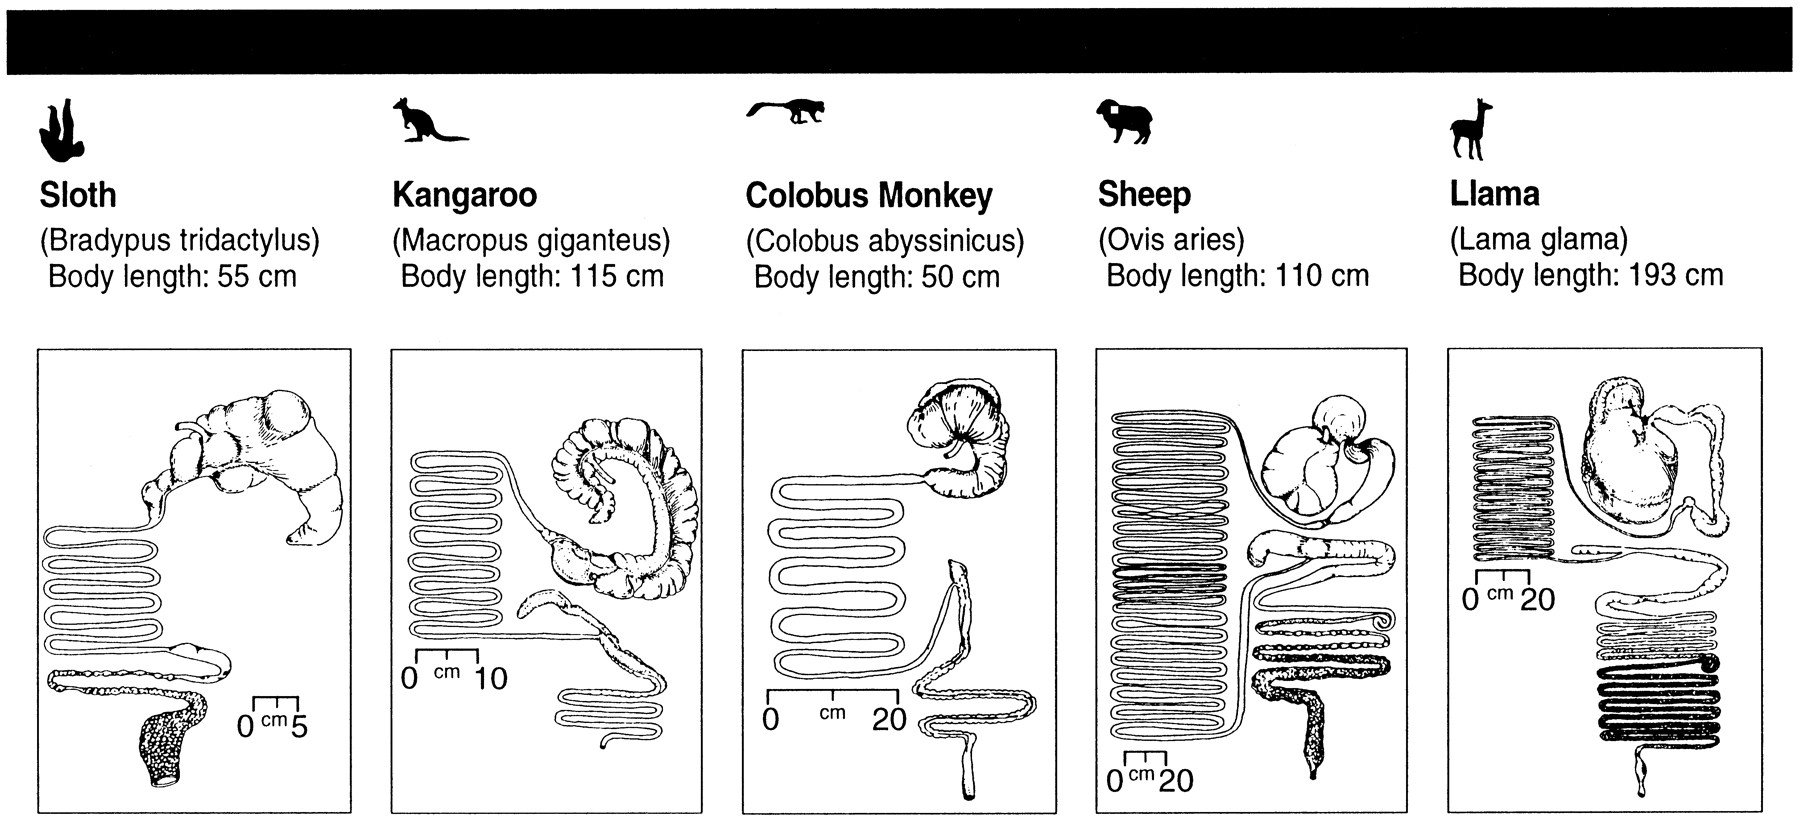 Sloth
(Bradypus tridactylus)
Body length: 55 cm
Kangaroo
(Macropus giganteus)
Body length: 115 cm
Colobus Monkey
(Colobus abyssinicus)
Body length: 50 cm
Sheep
(Ovis aries)
Body length: 110 cm
Llama
(Lama glama)
Body length: 193 cm
0 cm 5
0 cm 10
0 cm 20
0 cm 20
0 cm 20